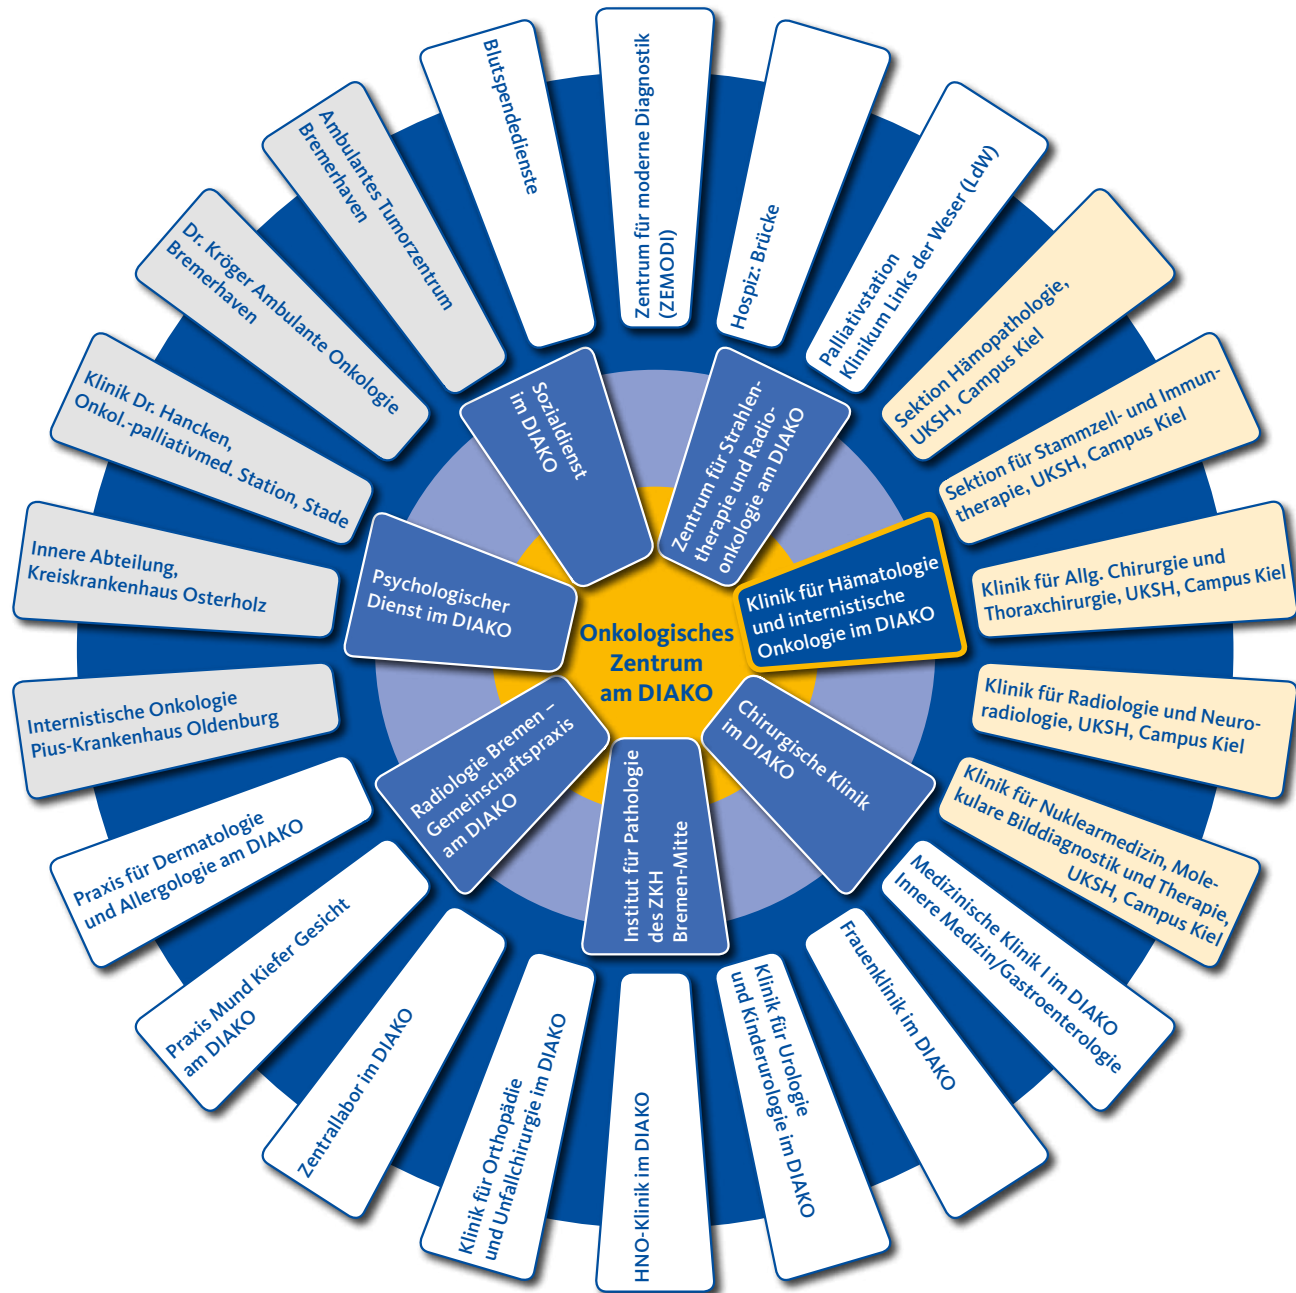 Onkologisches
Zentrum
am DIAKO
Klinik für Hämatologie
und internistische
Onkologie im DIAKO
Chirurgische Klinik
im DIAKO
Institut für Pathologie
des ZKH
Bremen-Mitte
Radiologie Bremen –
Gemeinschaftspraxis
am DIAKO
Psychologischer
Dienst im DIAKO
Sozialdienst
im DIAKO
Zentrum für Strahlen-
therapie und Radio-
onkologie am DIAKO
Zentrum für moderne Diagnostik
(ZEMODI)
Hospiz: Brücke
Palliativstation
Klinikum Links der Weser (LdW)
Sektion Hämopathologie,
UKSH, Campus Kiel
Sektion für Stammzell- und Immun-
therapie, UKSH, Campus Kiel
Klinik für Allg. Chirurgie und
Thoraxchirurgie, UKSH, Campus Kiel
Klinik für Radiologie und Neuro-
radiologie, UKSH, Campus Kiel
Klinik für Nuklearmedizin, Mole-
kulare Bilddiagnostik und Therapie,
UKSH, Campus Kiel
Medizinische Klinik I im DIAKO
Innere Medizin/Gastroenterologie
Frauenklinik im DIAKO
Klinik für Urologie
und Kinderurologie im DIAKO
HNO-Klinik im DIAKO
Klinik für Orthopädie
und Unfallchirurgie im DIAKO
Zentrallabor im DIAKO
Praxis Mund Kiefer Gesicht
am DIAKO
Praxis für Dermatologie
und Allergologie am DIAKO
Internistische Onkologie
Pius-Krankenhaus Oldenburg
Innere Abteilung,
Kreiskrankenhaus Osterholz
Klinik Dr. Hancken,
Onkol.-palliativmed. Station, Stade
Dr. Kröger Ambulante Onkologie
Bremerhaven
Ambulantes Tumorzentrum
Bremerhaven
Blutspendedienste